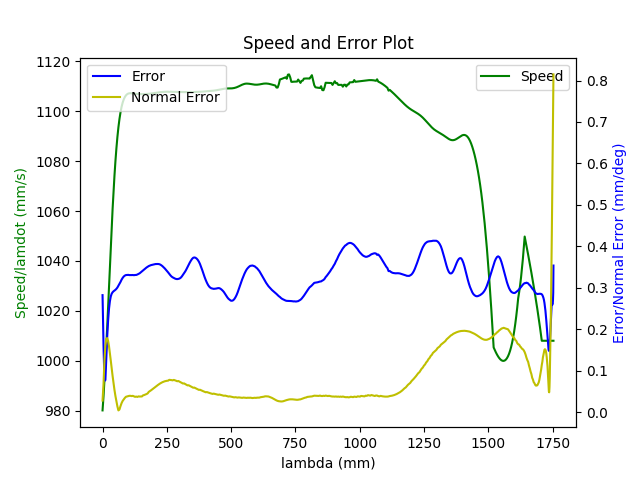 Speed and Error Plot
Error
Normal Error
Speed
1120
1100
1080
1060
1040
1020
1000
980
Speed/lamdot (mm/s)
0.8
0.7
0.6
0.5
0.4
0.3
0.2
0.1
0.0
Error/Normal Error (mm/deg)
0 250 500 750 1000 1250 1500 1750
lambda (mm)